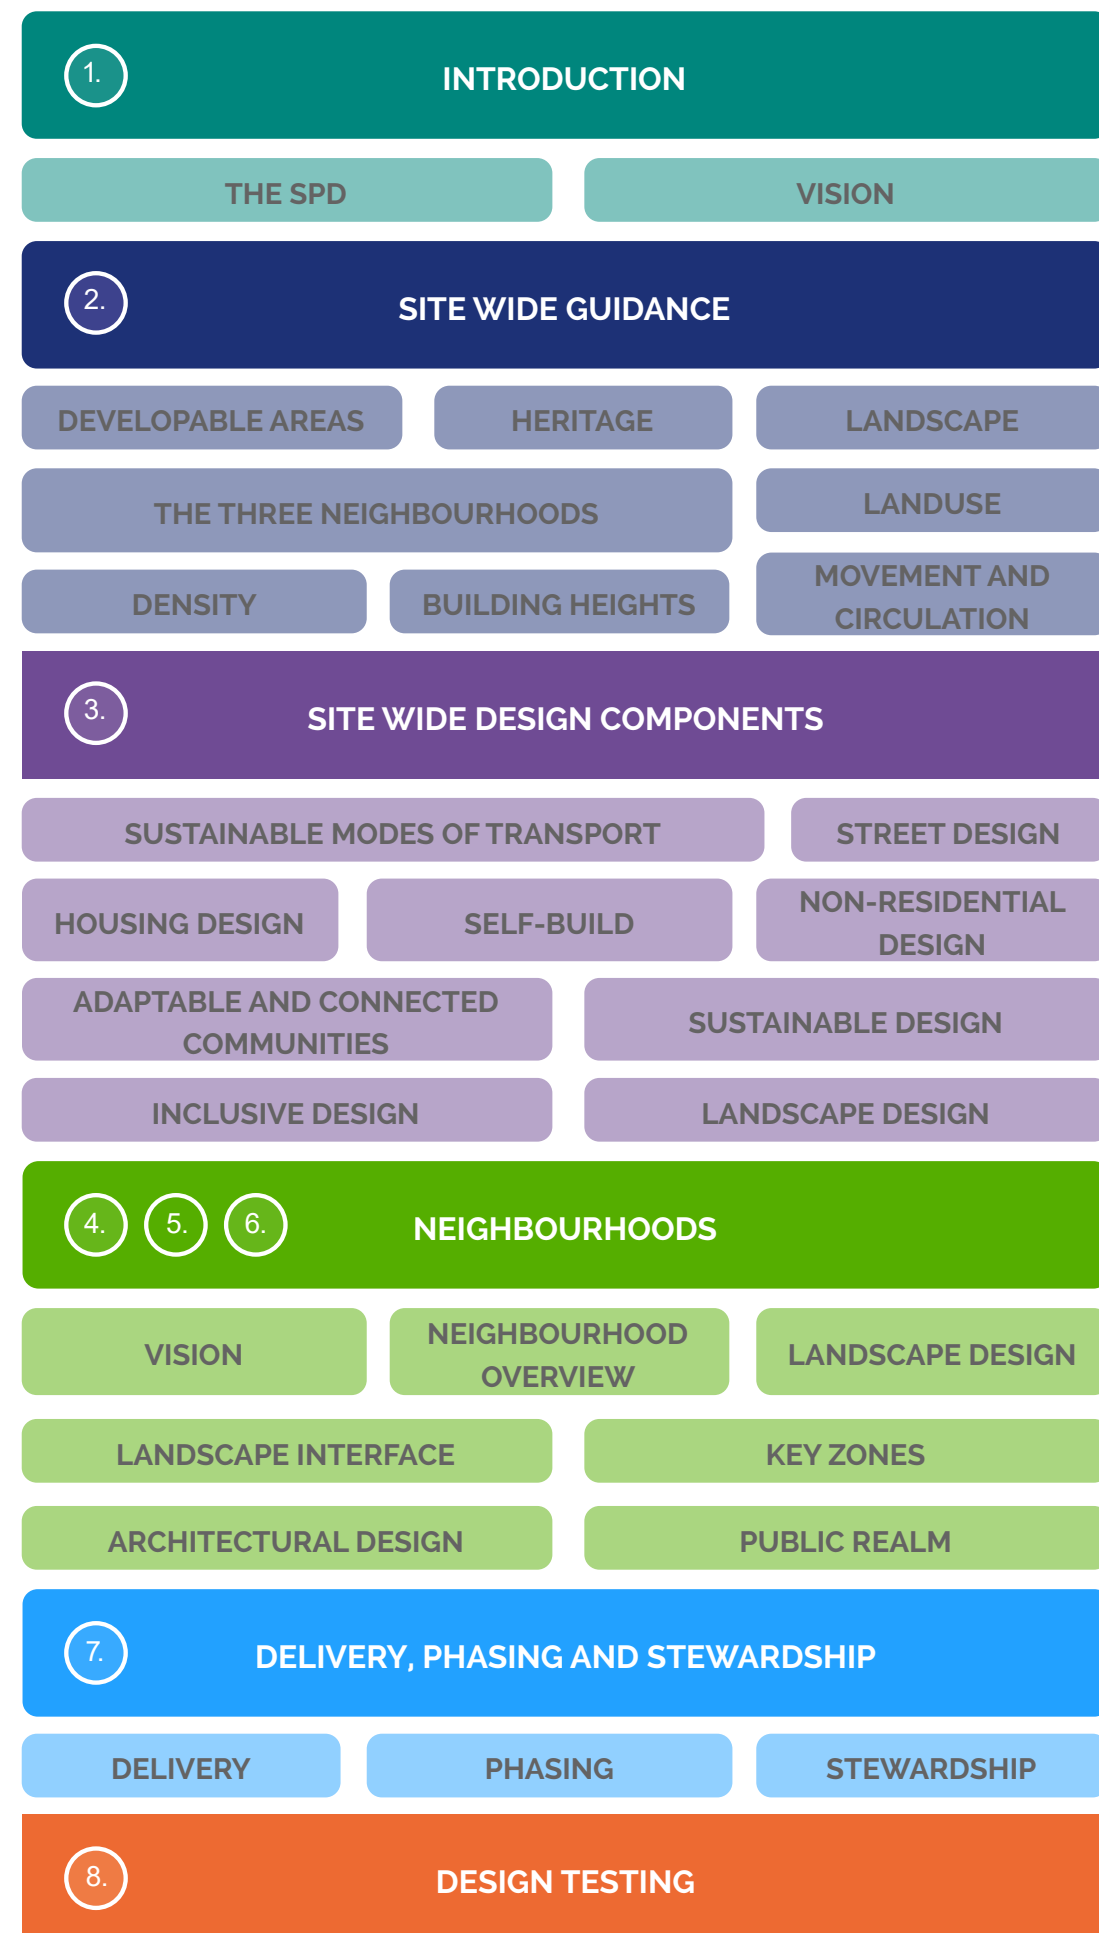 1.
INTRODUCTION
THE SPD
VISION
2.
SITE WIDE GUIDANCE
DEVELOPABLE AREAS
HERITAGE
LANDSCAPE
THE THREE NEIGHBOURHOODS
LANDUSE
DENSITY
BUILDING HEIGHTS
MOVEMENT AND
CIRCULATION
3.
SITE WIDE DESIGN COMPONENTS
SUSTAINABLE MODES OF TRANSPORT
STREET DESIGN
HOUSING DESIGN
SELF-BUILD
NON-RESIDENTIAL
DESIGN
ADAPTABLE AND CONNECTED
COMMUNITIES
SUSTAINABLE DESIGN
INCLUSIVE DESIGN
LANDSCAPE DESIGN
4.
5.
6.
NEIGHBOURHOODS
VISION
NEIGHBOURHOOD
OVERVIEW
LANDSCAPE DESIGN
LANDSCAPE INTERFACE
KEY ZONES
ARCHITECTURAL DESIGN
PUBLIC REALM
7.
DELIVERY, PHASING AND STEWARDSHIP
DELIVERY
PHASING
STEWARDSHIP
8.
DESIGN TESTING